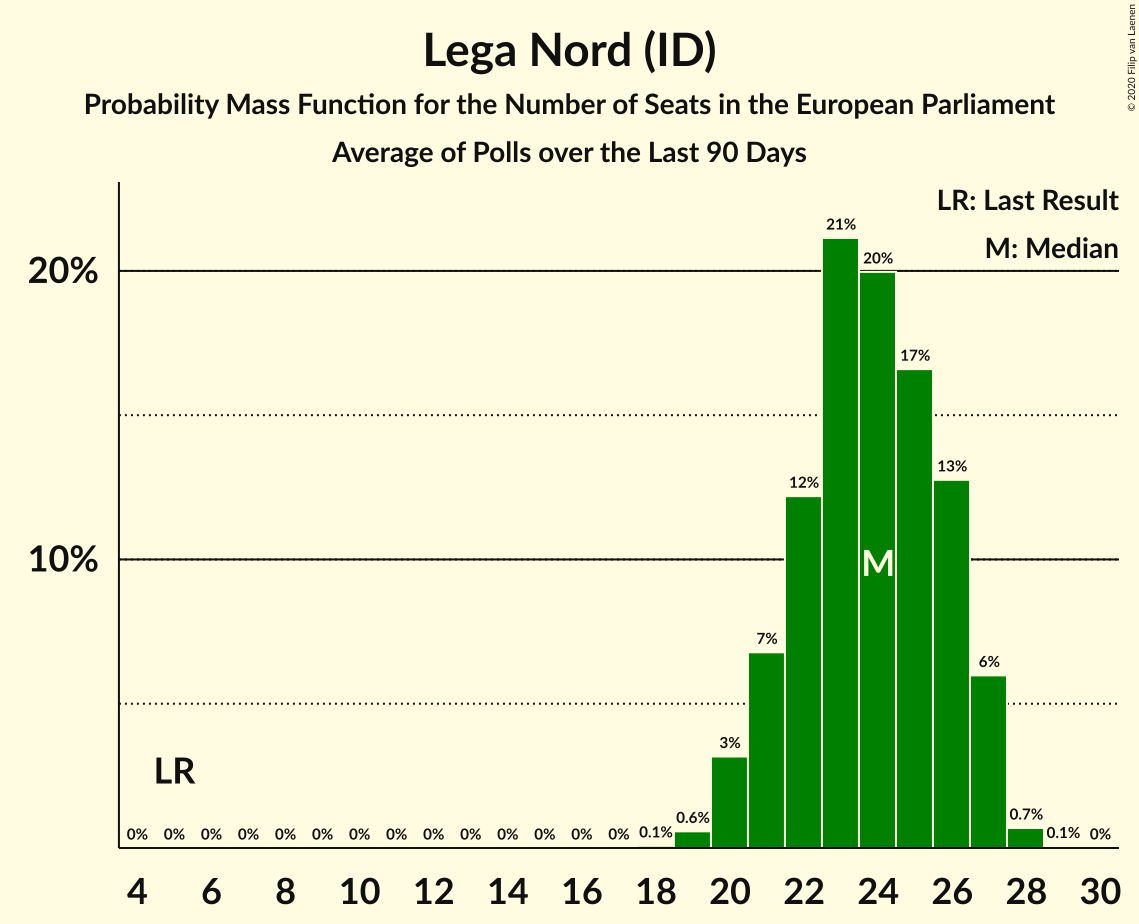 © 2020 Filip van Laenen
Lega Nord (ID)
Probability Mass Function for the Number of Seats in the European Parliament
Average of Polls over the Last 90 Days
LR: Last Result
M: Median
20%
10%
21%
20%
17%
13%
12%
7%
6%
3%
M
LR
0% 0% 0% 0% 0% 0% 0% 0% 0% 0% 0% 0% 0% 0% 0.1% 0.6% 0.7% 0.1% 0%
4 6 8 10 12 14 16 18 20 22 24 26 28 30